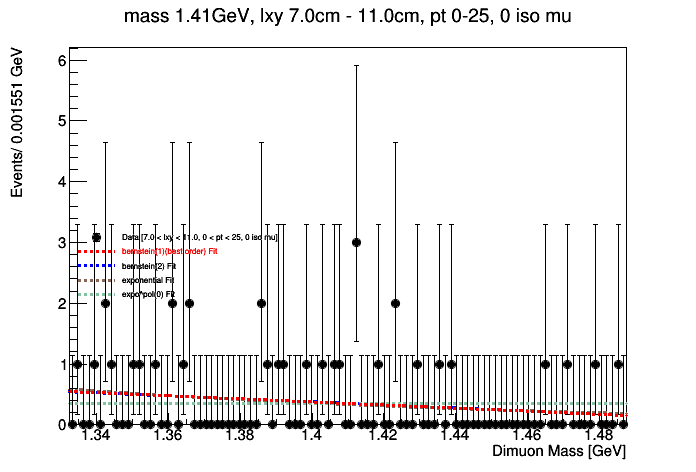 mass 1.41GeV, lxy 7.0cm - 11.0cm, pt 0-25, 0 iso mu
Events/ 0.001551 GeV
6
5
4
3
2
1
0
Data [7.0 < lxy < 11.0, 0 < pt < 25, 0 iso mu]
bernstein(1)(best order) Fit
bernstein(2) Fit
exponential Fit
expo*pol(0) Fit
1.34 1.36 1.38 1.4 1.42 1.44 1.46 1.48
Dimuon Mass [GeV]